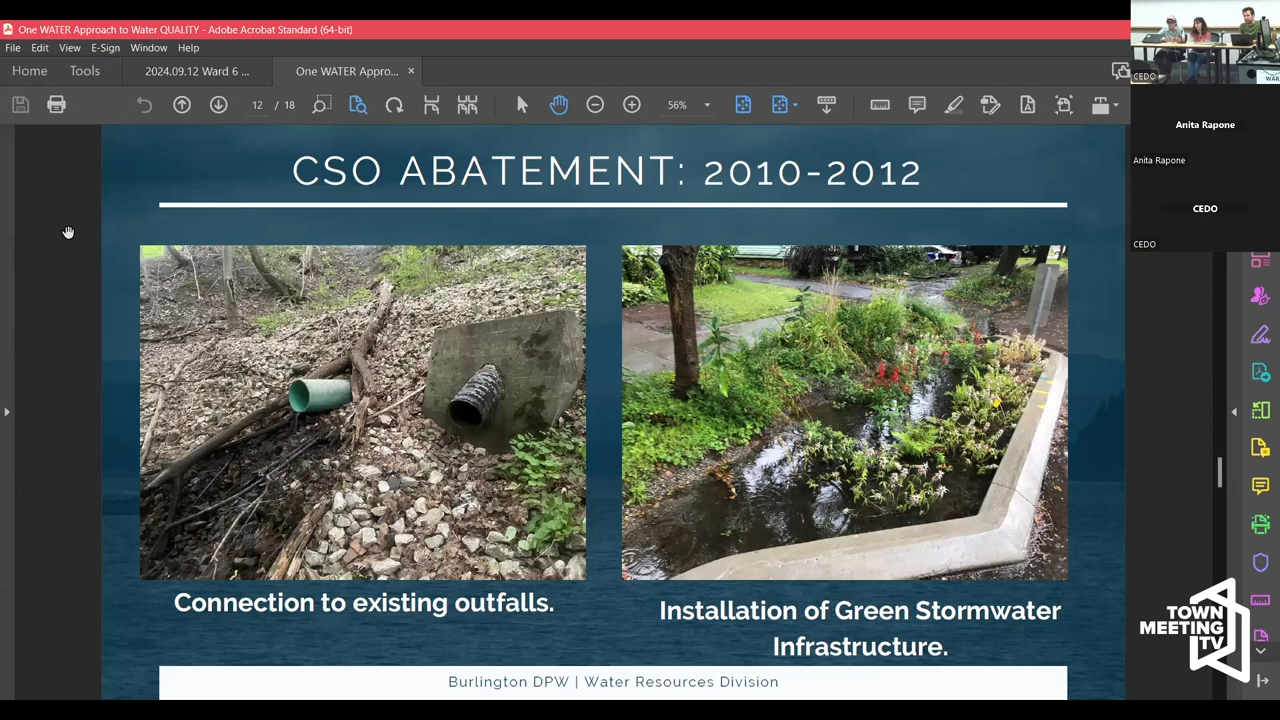 One WATER Approach to Water QUALITY - Adobe Acrobat Standard (64-bit)
File Edit View E-Sign Window Help
Home Tools 2024.09.12 Ward 6 ... One WATER Appro... ×
12 / 18 56%
CSO ABATEMENT: 2010-2012
Connection to existing outfalls.
Installation of Green Stormwater
Infrastructure.
Burlington DPW | Water Resources Division
CEDO
WAR
Anita Rapone
Anita Rapone
CEDO
CEDO
TOWN
MEETING
TV